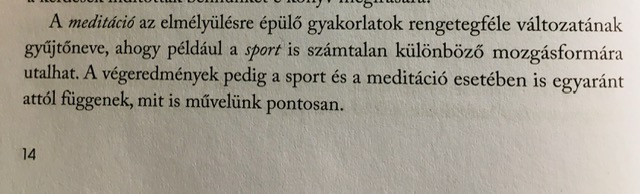 A meditáció az elmélyülésre épülő gyakorlatok rengetegféle változatának
gyűjtőneve, ahogy például a sport is számtalan különböző mozgásformára
utalhat. A végeredmények pedig a sport és a meditáció esetében is egyaránt
attól függenek, mit is művelünk pontosan.
14